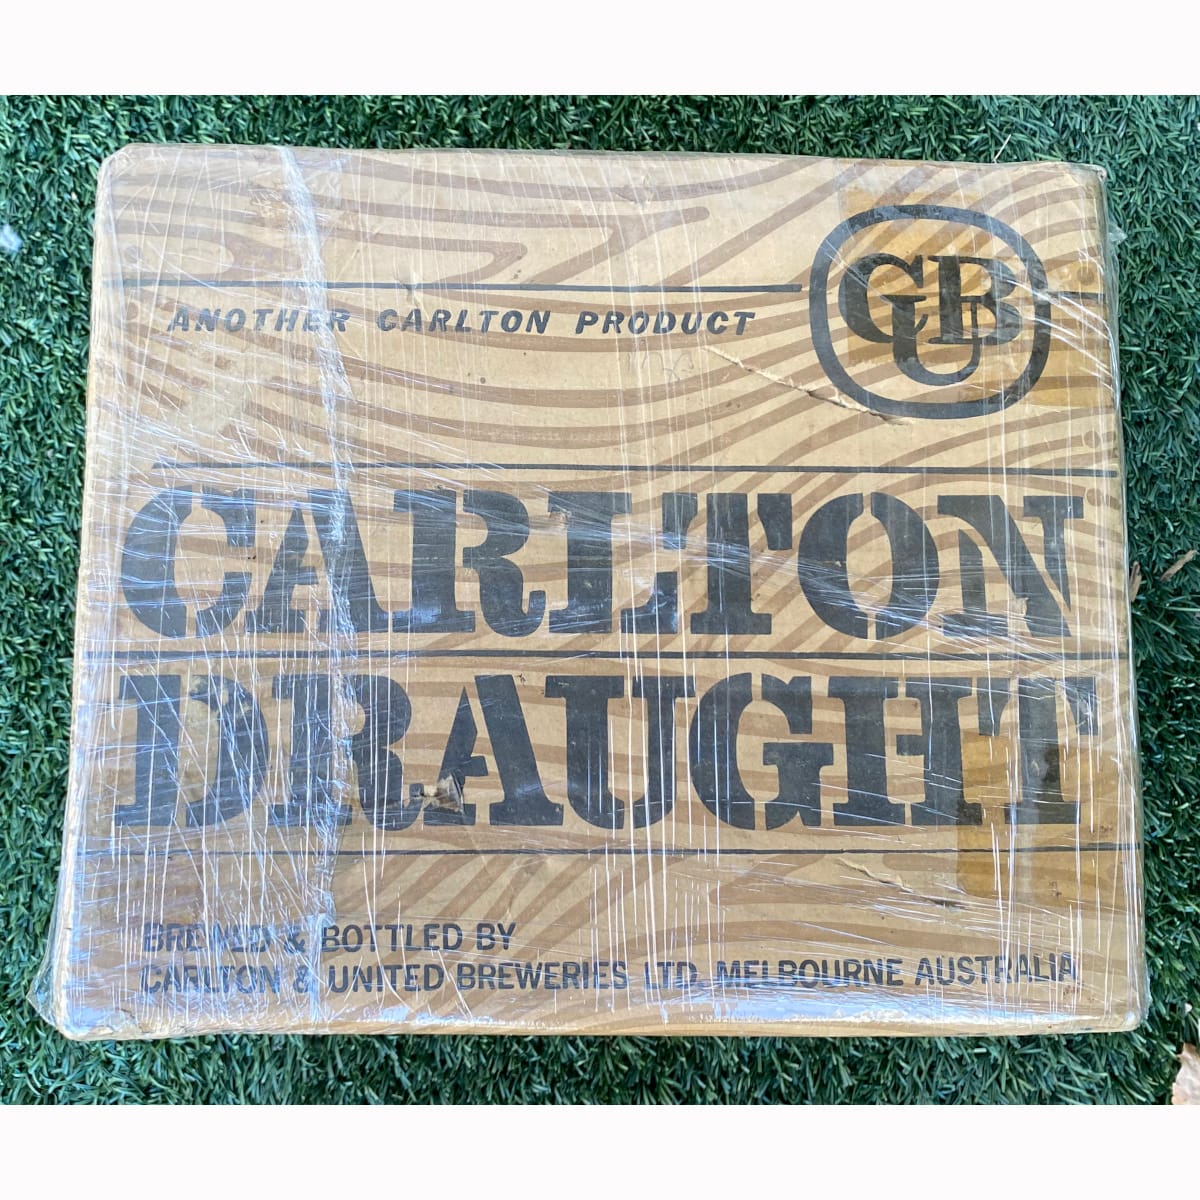 ANOTHER CARLTON PRODUCT
CUB
CARLTON
DRAUGHT
BREWED & BOTTLED BY
CARLTON & UNITED BREWERIES LTD. MELBOURNE AUSTRALIA